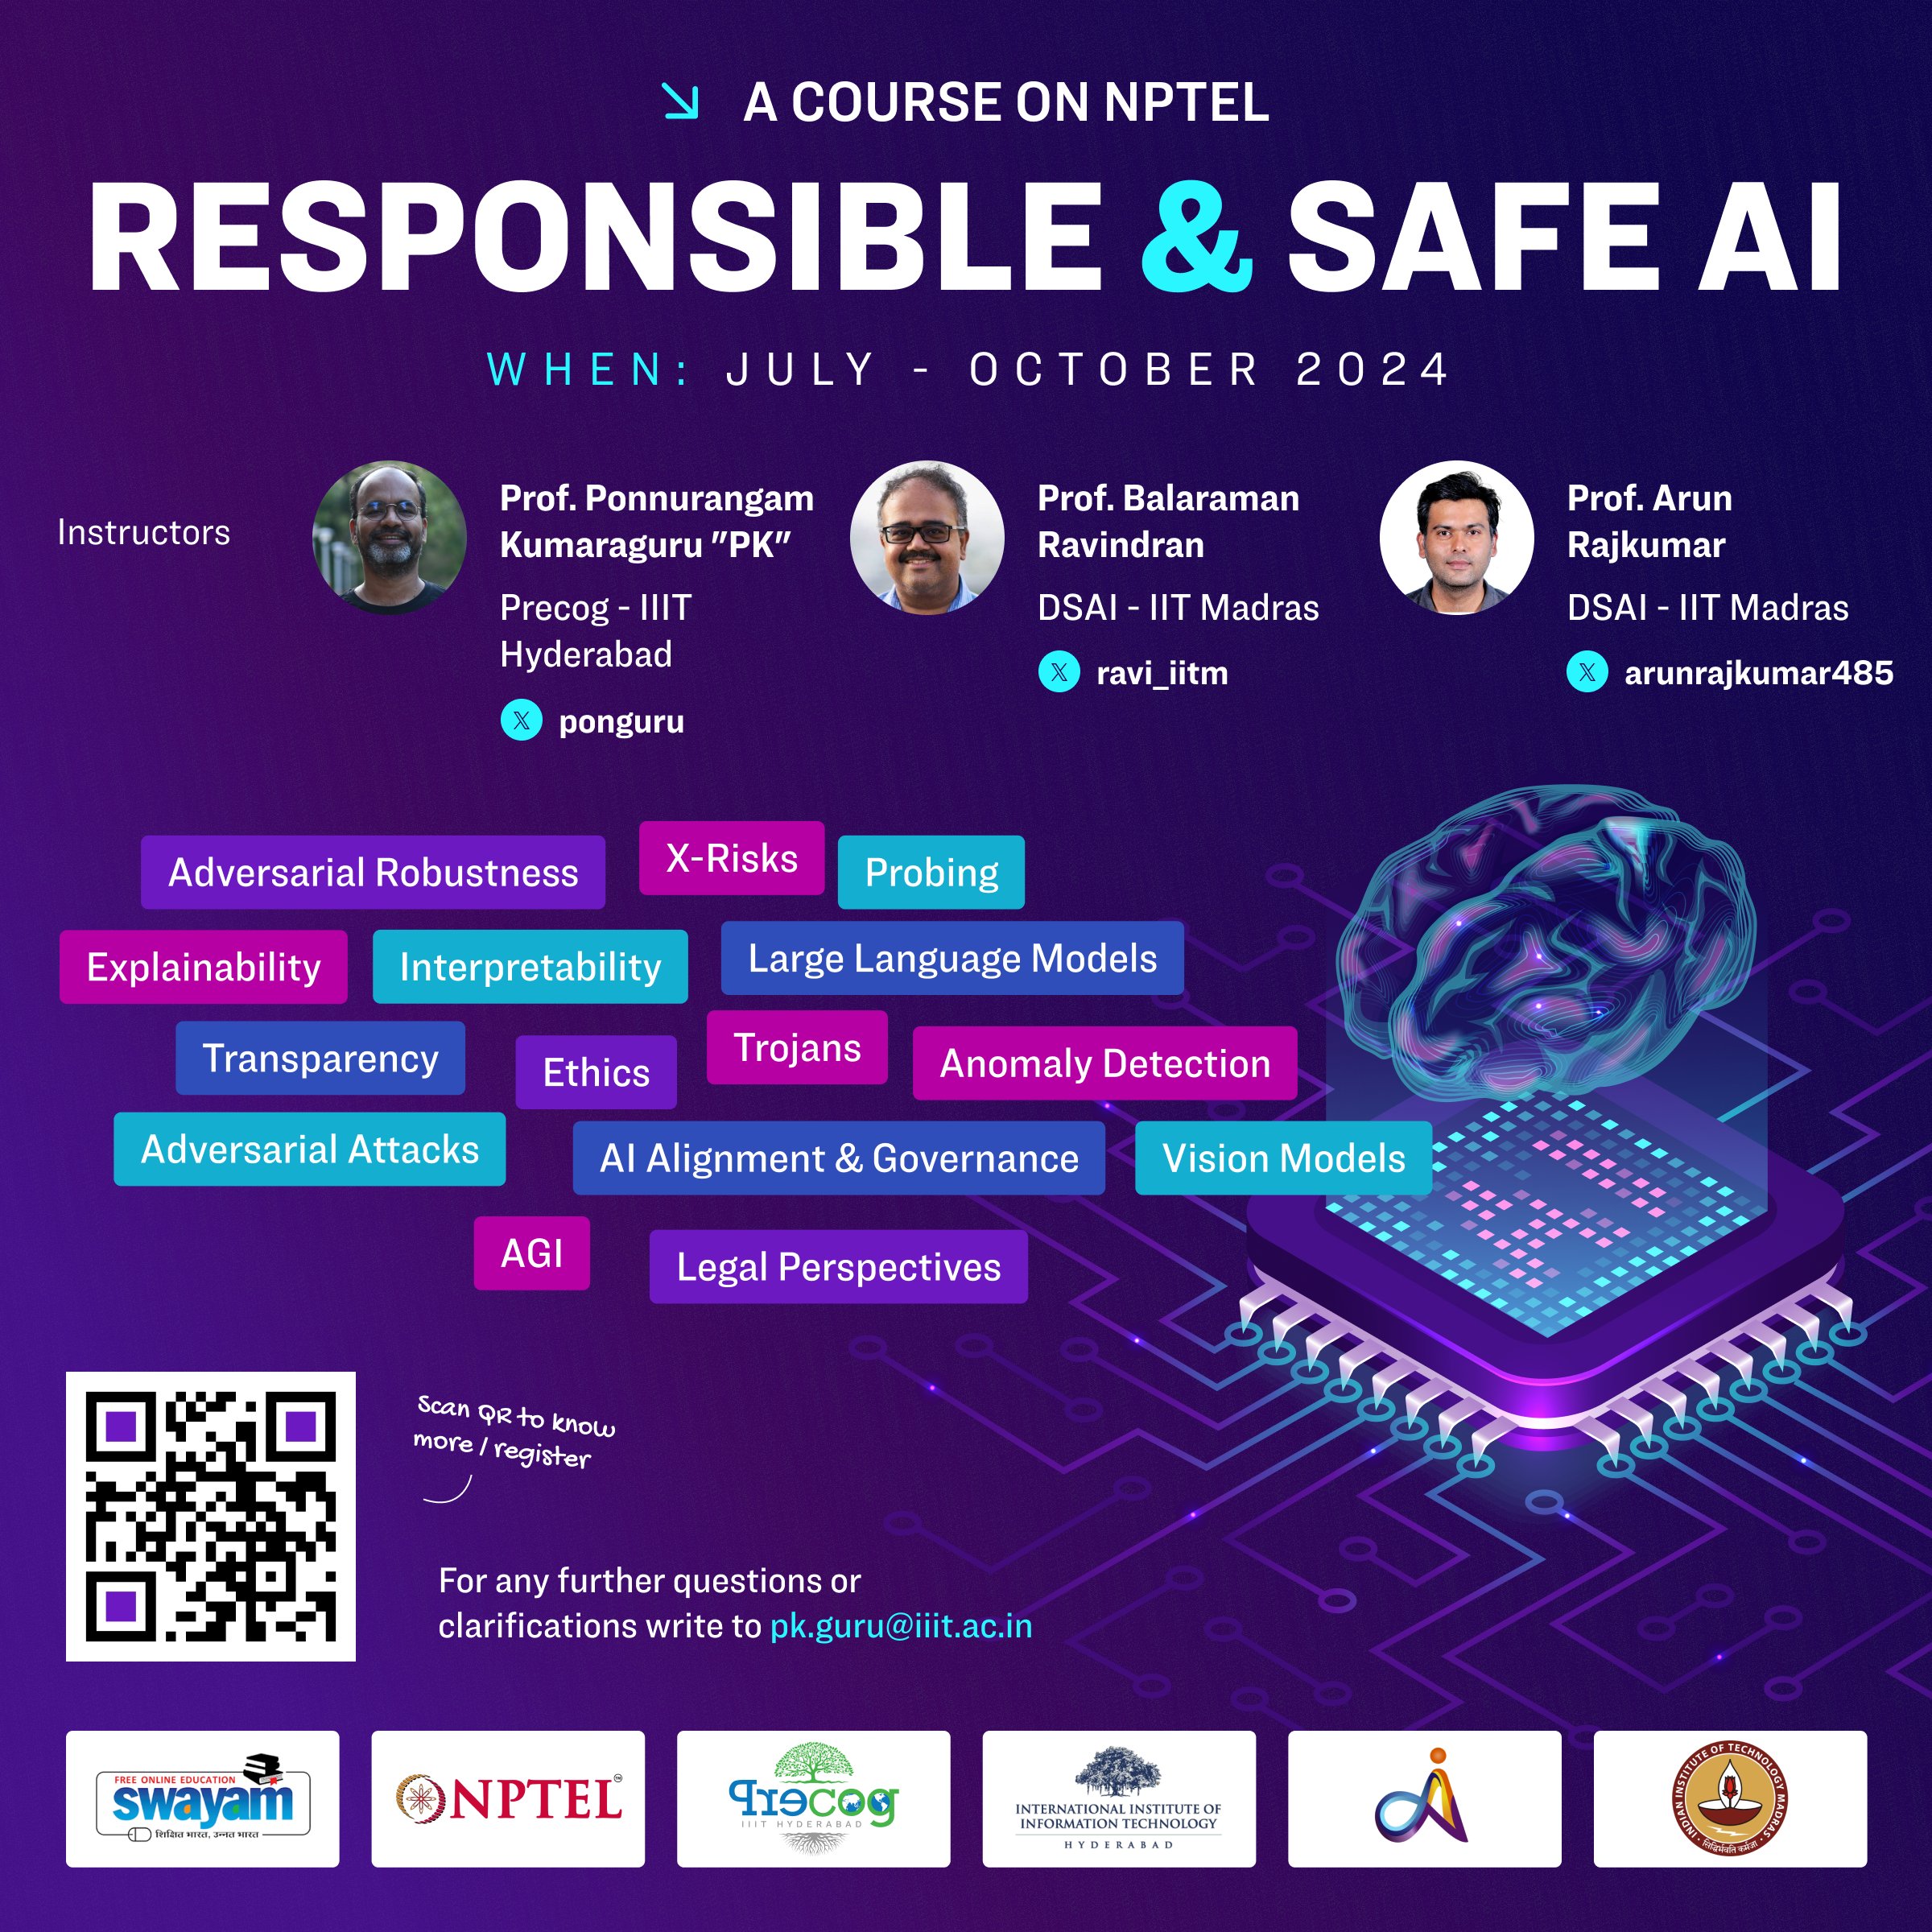 A COURSE ON NPTEL
RESPONSIBLE & SAFE AI
WHEN: JULY - OCTOBER 2024
Instructors
Prof. Ponnurangam
Kumaraguru "PK"
Precog - IIIT
Hyderabad
𝕏 ponguru
Prof. Balaraman
Ravindran
DSAI - IIT Madras
𝕏 ravi_iitm
Prof. Arun
Rajkumar
DSAI - IIT Madras
𝕏 arunrajkumar485
Adversarial Robustness
X-Risks
Probing
Explainability
Interpretability
Large Language Models
Transparency
Ethics
Trojans
Anomaly Detection
Adversarial Attacks
AI Alignment & Governance
Vision Models
AGI
Legal Perspectives
Scan QR to know
more / register
For any further questions or
clarifications write to pk.guru@iiit.ac.in
FREE ONLINE EDUCATION
swayam
शिक्षित भारत, उन्नत भारत
NPTEL™
Precog
IIIT HYDERABAD
INTERNATIONAL INSTITUTE OF
INFORMATION TECHNOLOGY
HYDERABAD
INDIAN INSTITUTE OF TECHNOLOGY MADRAS
सिद्धिर्भवति कर्मजा